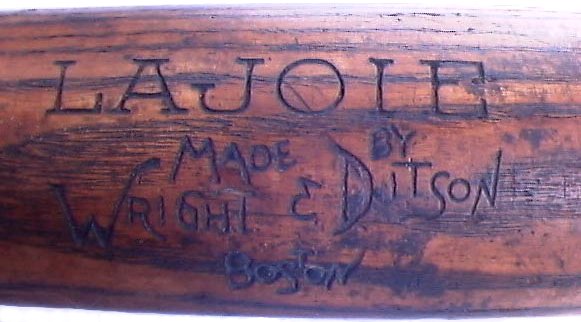 LAJOIE
MADE BY
WRIGHT & DITSON
BOSTON